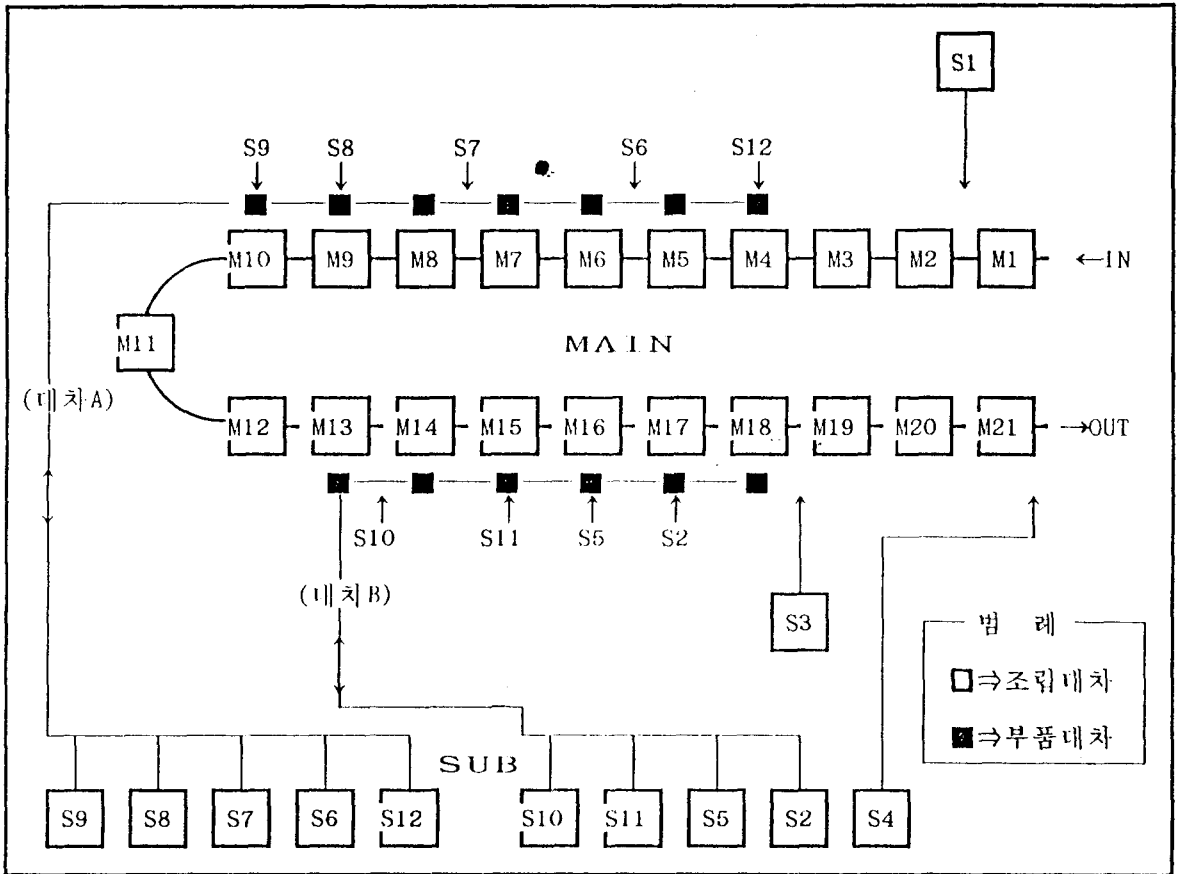 S1
S9 S8 S7 S6 S12
M10 M9 M8 M7 M6 M5 M4 M3 M2 M1 ←IN
M11
MAIN
(대차A)
M12 M13 M14 M15 M16 M17 M18 M19 M20 M21 →OUT
S10 S11 S5 S2
(대차B)
S3
범 례
□⇒조립대차
■⇒부품대차
SUB
S9 S8 S7 S6 S12 S10 S11 S5 S2 S4